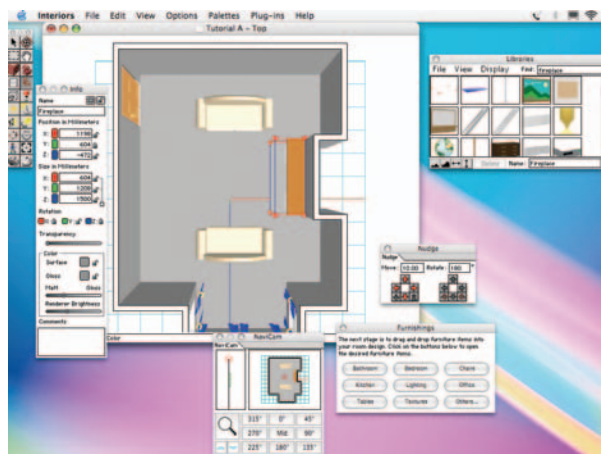 Interiors File Edit View Options Palettes Plug-ins Help
Tutorial A – Top
Info
Name
Fireplace
Position in Millimeters
X: 1198
Y: 604
Z: -472
Size in Millimeters
X: 604
Y: 1200
Z: 1500
Rotation
Transparency
Color
Surface
Gloss
Matt Gloss
Renderer Brightness
Comments
Libraries
File View Display Find: fireplace
Delete Name: Fireplace
Nudge
Nudge
Move: 10.00 Rotate: 180 °
Color
NaviCam
NaviCam
315° 0° 45°
270° Mid 90°
225° 180° 135°
Furnishings
The next stage is to drag and drop furniture items into
your room design. Click on the buttons below to open
the desired furniture items.
Bathroom Bedroom Chairs
Kitchen Lighting Office
Tables Textures Others...